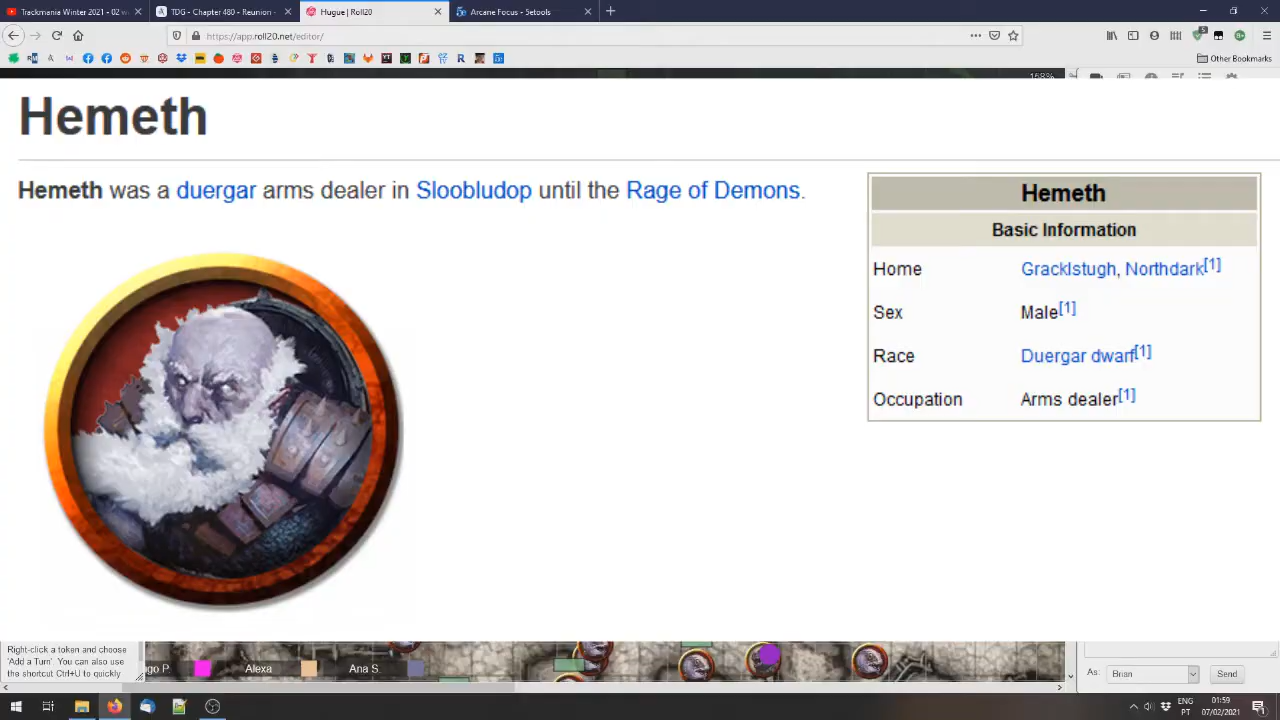 Trackmania Winter 2021 - 02 w
TDG - Chapter 480 - Reunion -
Hugue | Roll20
Arcane Focus - 5etools
https://app.roll20.net/editor/
Other Bookmarks
168%
Hemeth
Hemeth was a duergar arms dealer in Sloobludop until the Rage of Demons.
Hemeth
Basic Information
Home Gracklstugh, Northdark[1]
Sex Male[1]
Race Duergar dwarf[1]
Occupation Arms dealer[1]
Right-click a token and choose
'Add a Turn'. You can also use
the shortcut Ctrl+U to quickly
go P.
Alexa
Ana S.
As: Brian Send
ENG
PT
01:59
07/02/2021